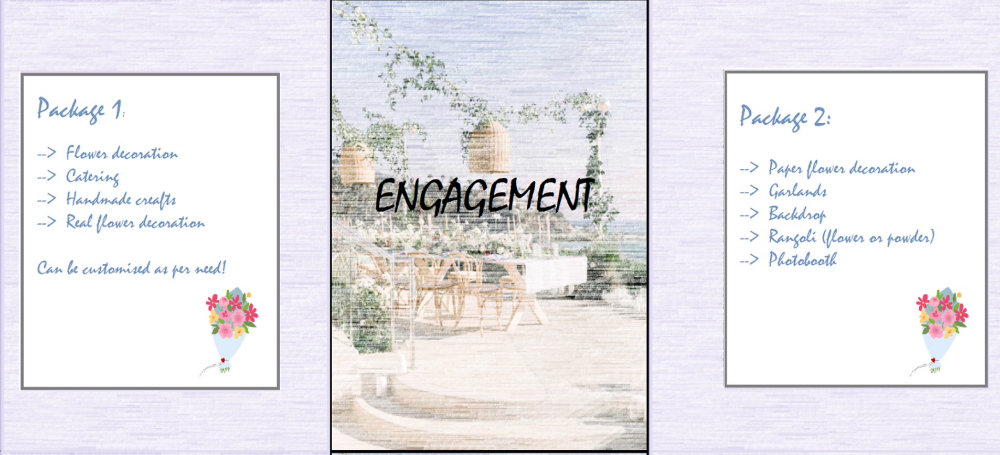 Package 1:
--> Flower decoration
--> Catering
--> Handmade creafts
--> Real flower decoration
Can be customised as per need!
ENGAGEMENT
Package 2:
--> Paper flower decoration
--> Garlands
--> Backdrop
--> Rangoli (flower or powder)
--> Photobooth